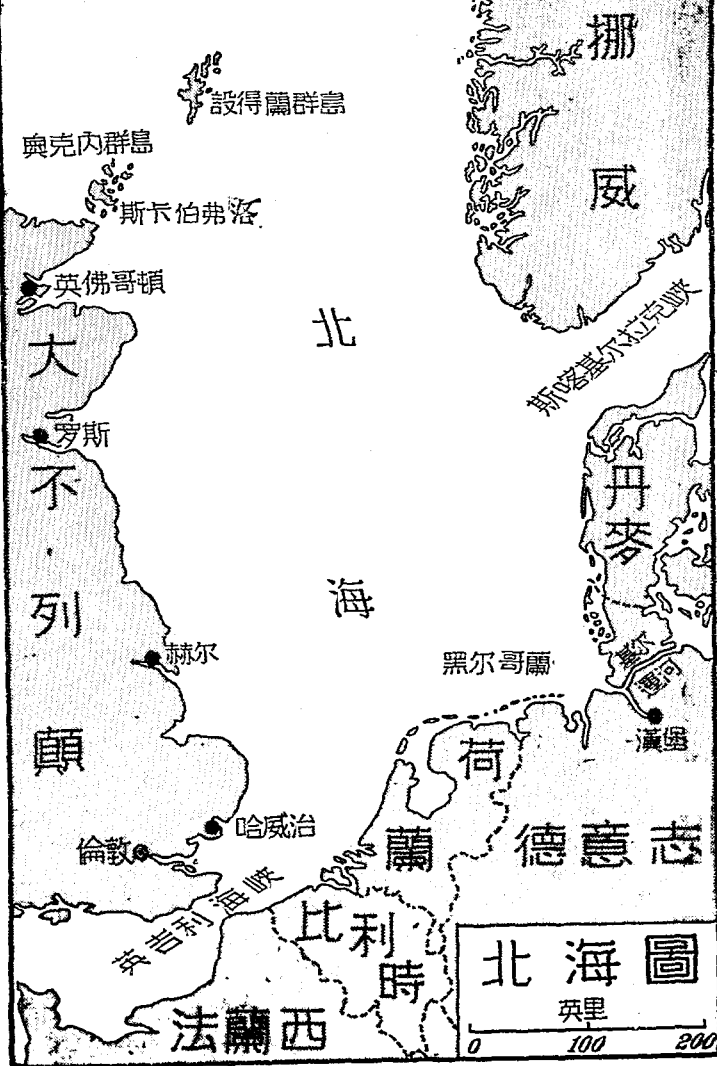 挪威
設得蘭群島
奧克內群島
斯卡伯弗洛
英佛哥頓
北海
斯喀基尔拉克峽
大不列顛
罗斯
丹麥
赫尔
黑尔哥蘭
基尔
運河
漢堡
荷蘭
哈威治
倫敦
德意志
英吉利海峽
比利時
法蘭西
北海圖
英里
0 100 200